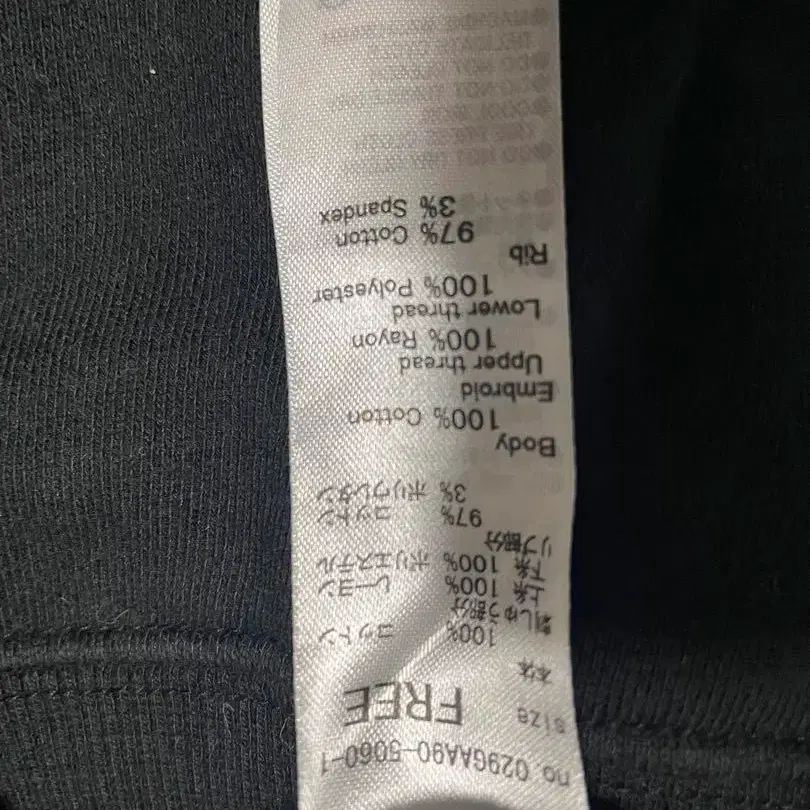 no 029GAA90-5060-1
size FREE
本体
100% コットン
刺しゅう部分
上糸 100% レーヨン
下糸 100% ポリエステル
リブ部分
97% コットン
3% ポリウレタン
Body
100% Cotton
Embroid
Upper thread
100% Rayon
Lower thread
100% Polyester
Rib
97% Cotton
3% Spandex